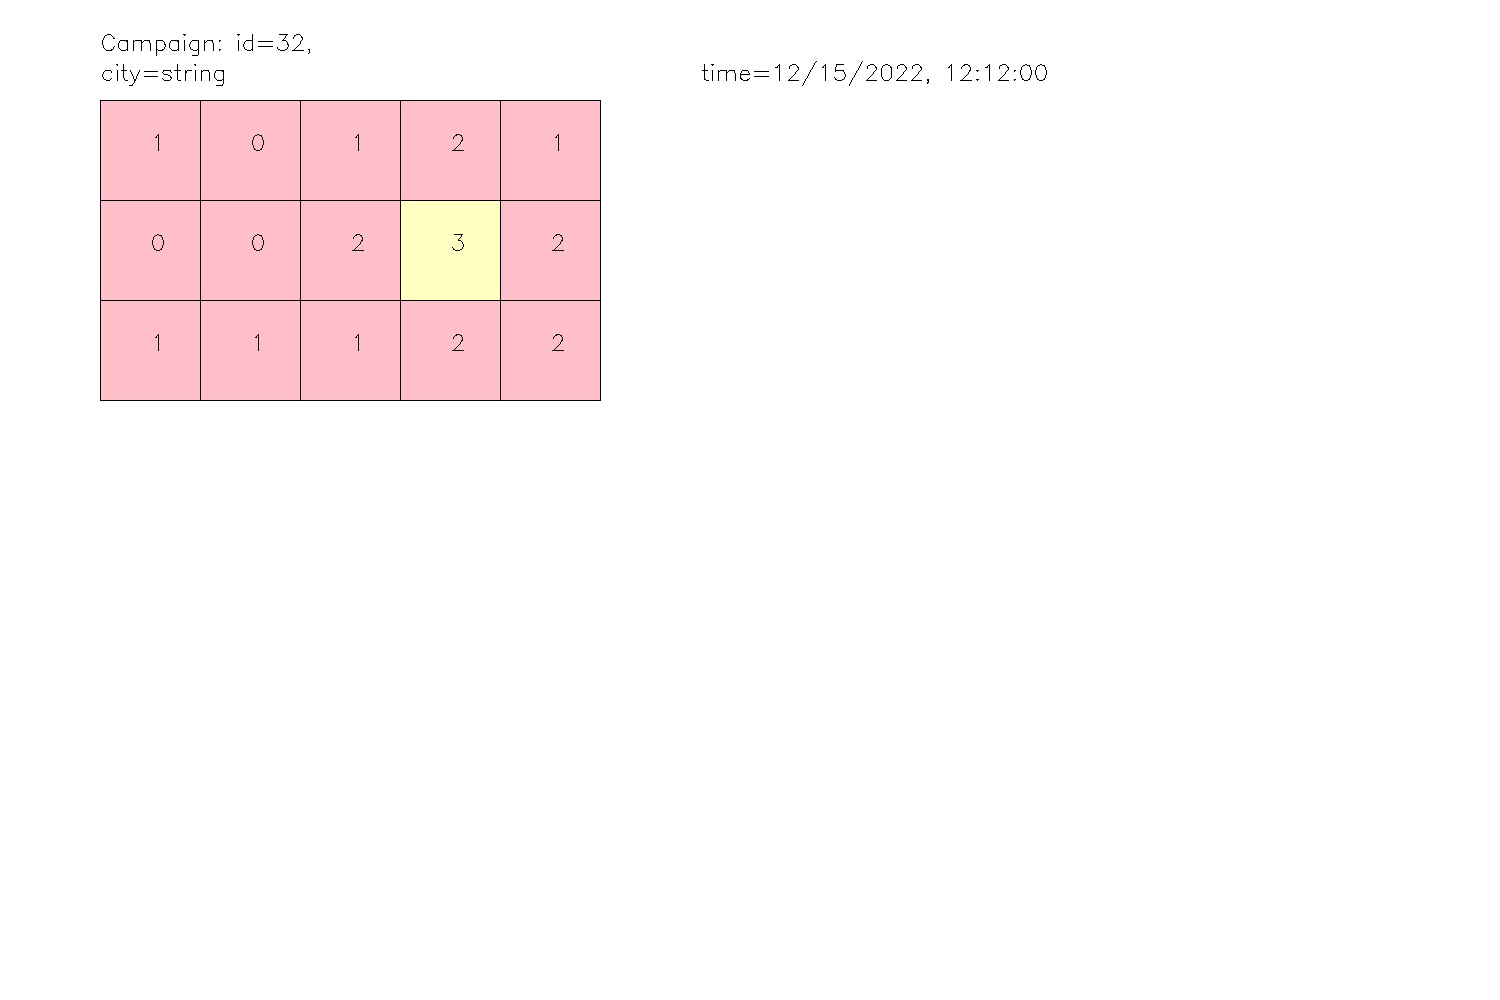 Campaign: id=32,
city=string
time=12/15/2022, 12:12:00
1 0 1 2 1
0 0 2 3 2
1 1 1 2 2